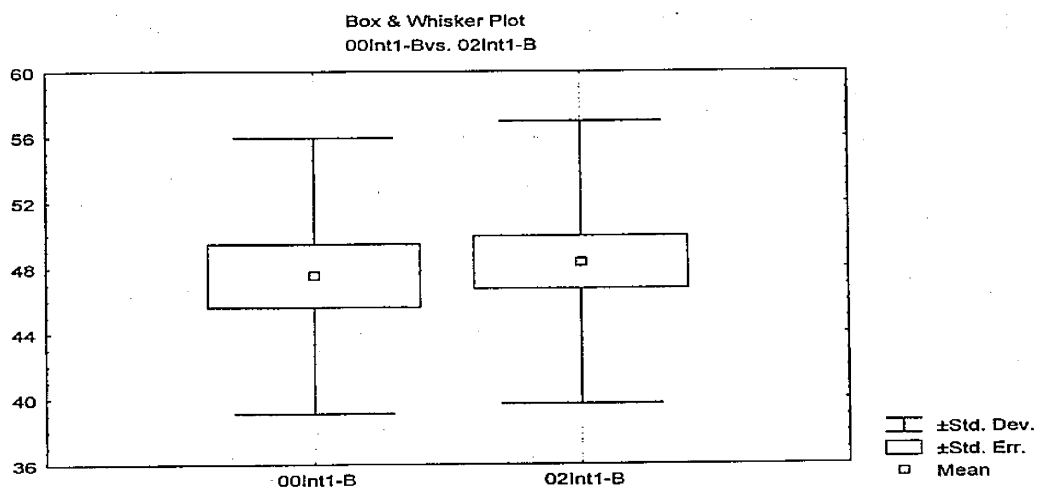 Box & Whisker Plot
00Int1-Bvs. 02Int1-B
60
56
52
48
44
40
36
00Int1-B
02Int1-B
±Std. Dev.
±Std. Err.
Mean